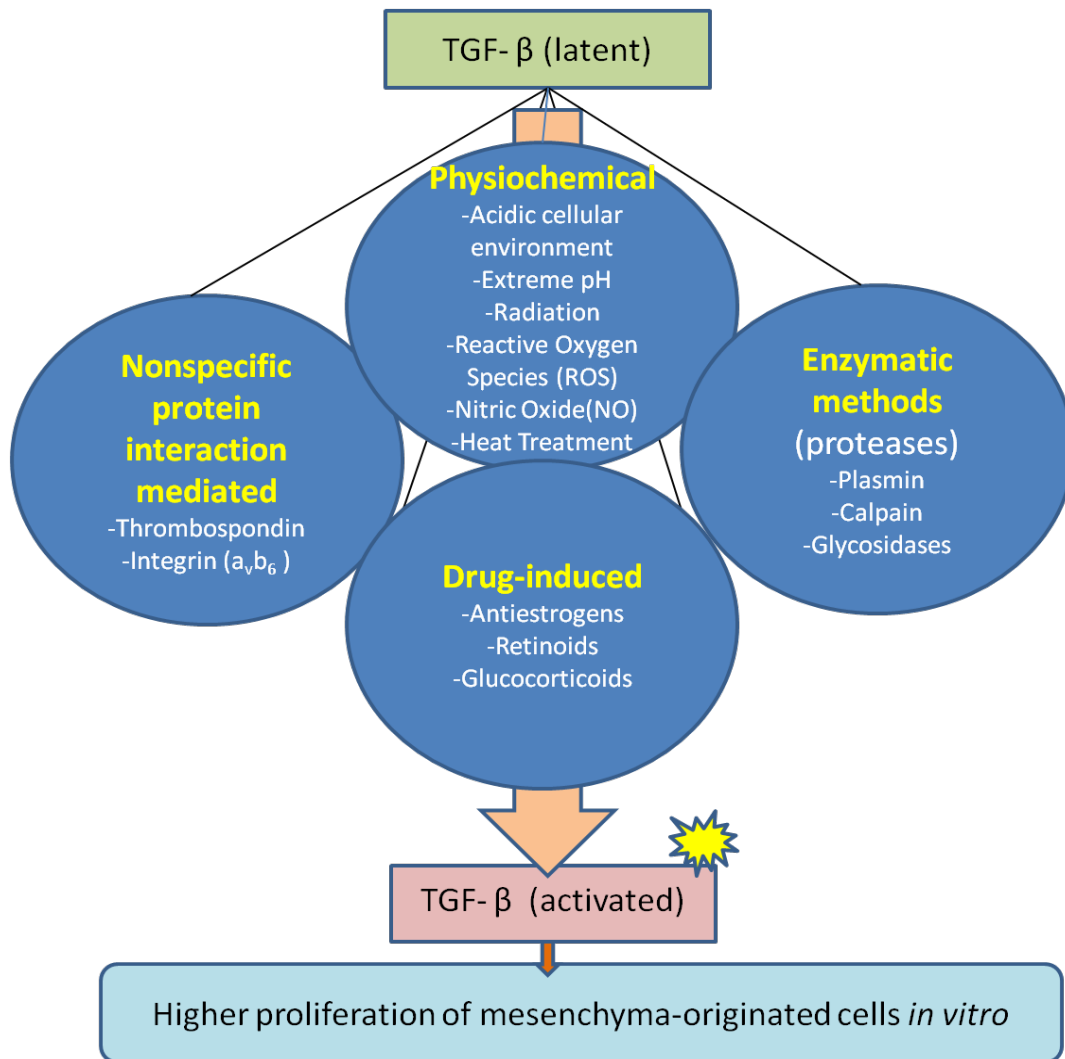 TGF- β (latent)
Physiochemical
-Acidic cellular
environment
-Extreme pH
-Radiation
-Reactive Oxygen
Species (ROS)
-Nitric Oxide(NO)
-Heat Treatment
Nonspecific
protein
interaction
mediated
-Thrombospondin
-Integrin (aᵥb₆ )
Enzymatic
methods
(proteases)
-Plasmin
-Calpain
-Glycosidases
Drug-induced
-Antiestrogens
-Retinoids
-Glucocorticoids
TGF- β  (activated)
Higher proliferation of mesenchyma-originated cells in vitro